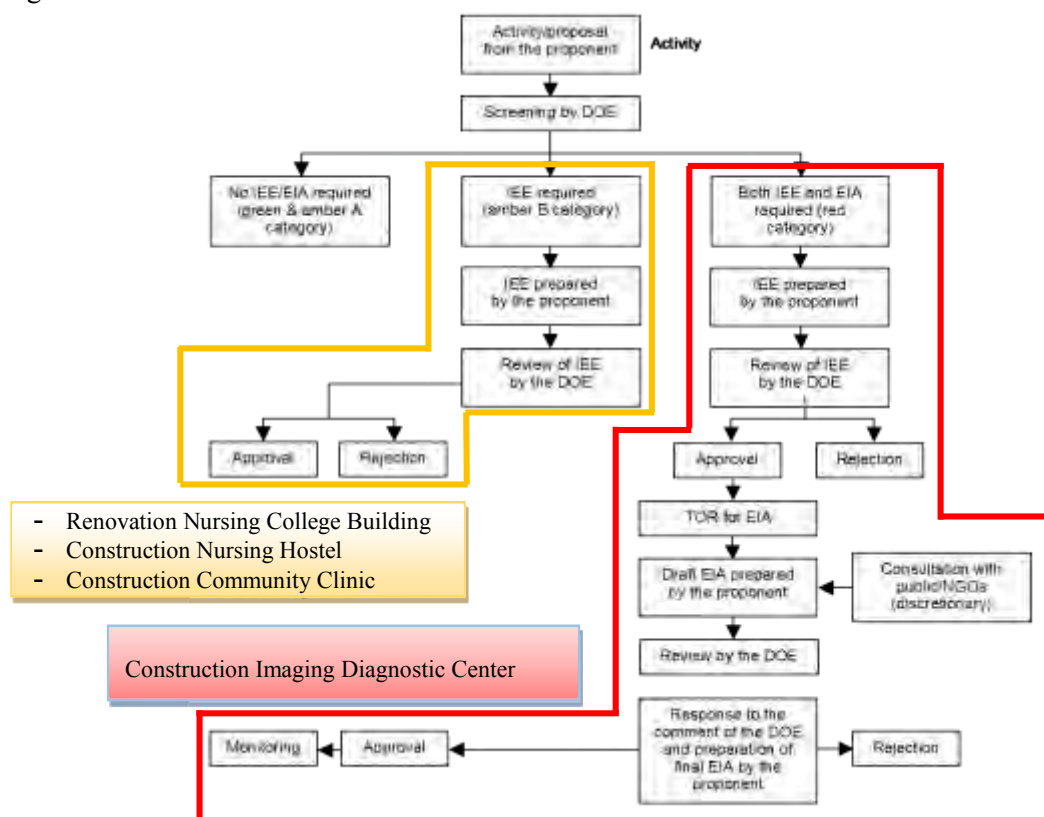 Activity/proposal
from the proponent
Activity
Screening by DOE
No IEE/EIA required
(green & amber A
category)
IEE required
(amber B category)
Both IEE and EIA
required (red
category)
IEE prepared
by the proponent
IEE prepared
by the proponent
Review of IEE
by the DOE
Review of IEE
by the DOE
Approval
Rejection
Approval
Rejection
- Renovation Nursing College Building
- Construction Nursing Hostel
- Construction Community Clinic
TOR for EIA
Draft EIA prepared
by the proponent
Consultation with
public/NGOs
(discretionary)
Construction Imaging Diagnostic Center
Review by the DOE
Response to the
comment of the DOE
and preparation of
final EIA by the
proponent
Monitoring
Approval
Rejection